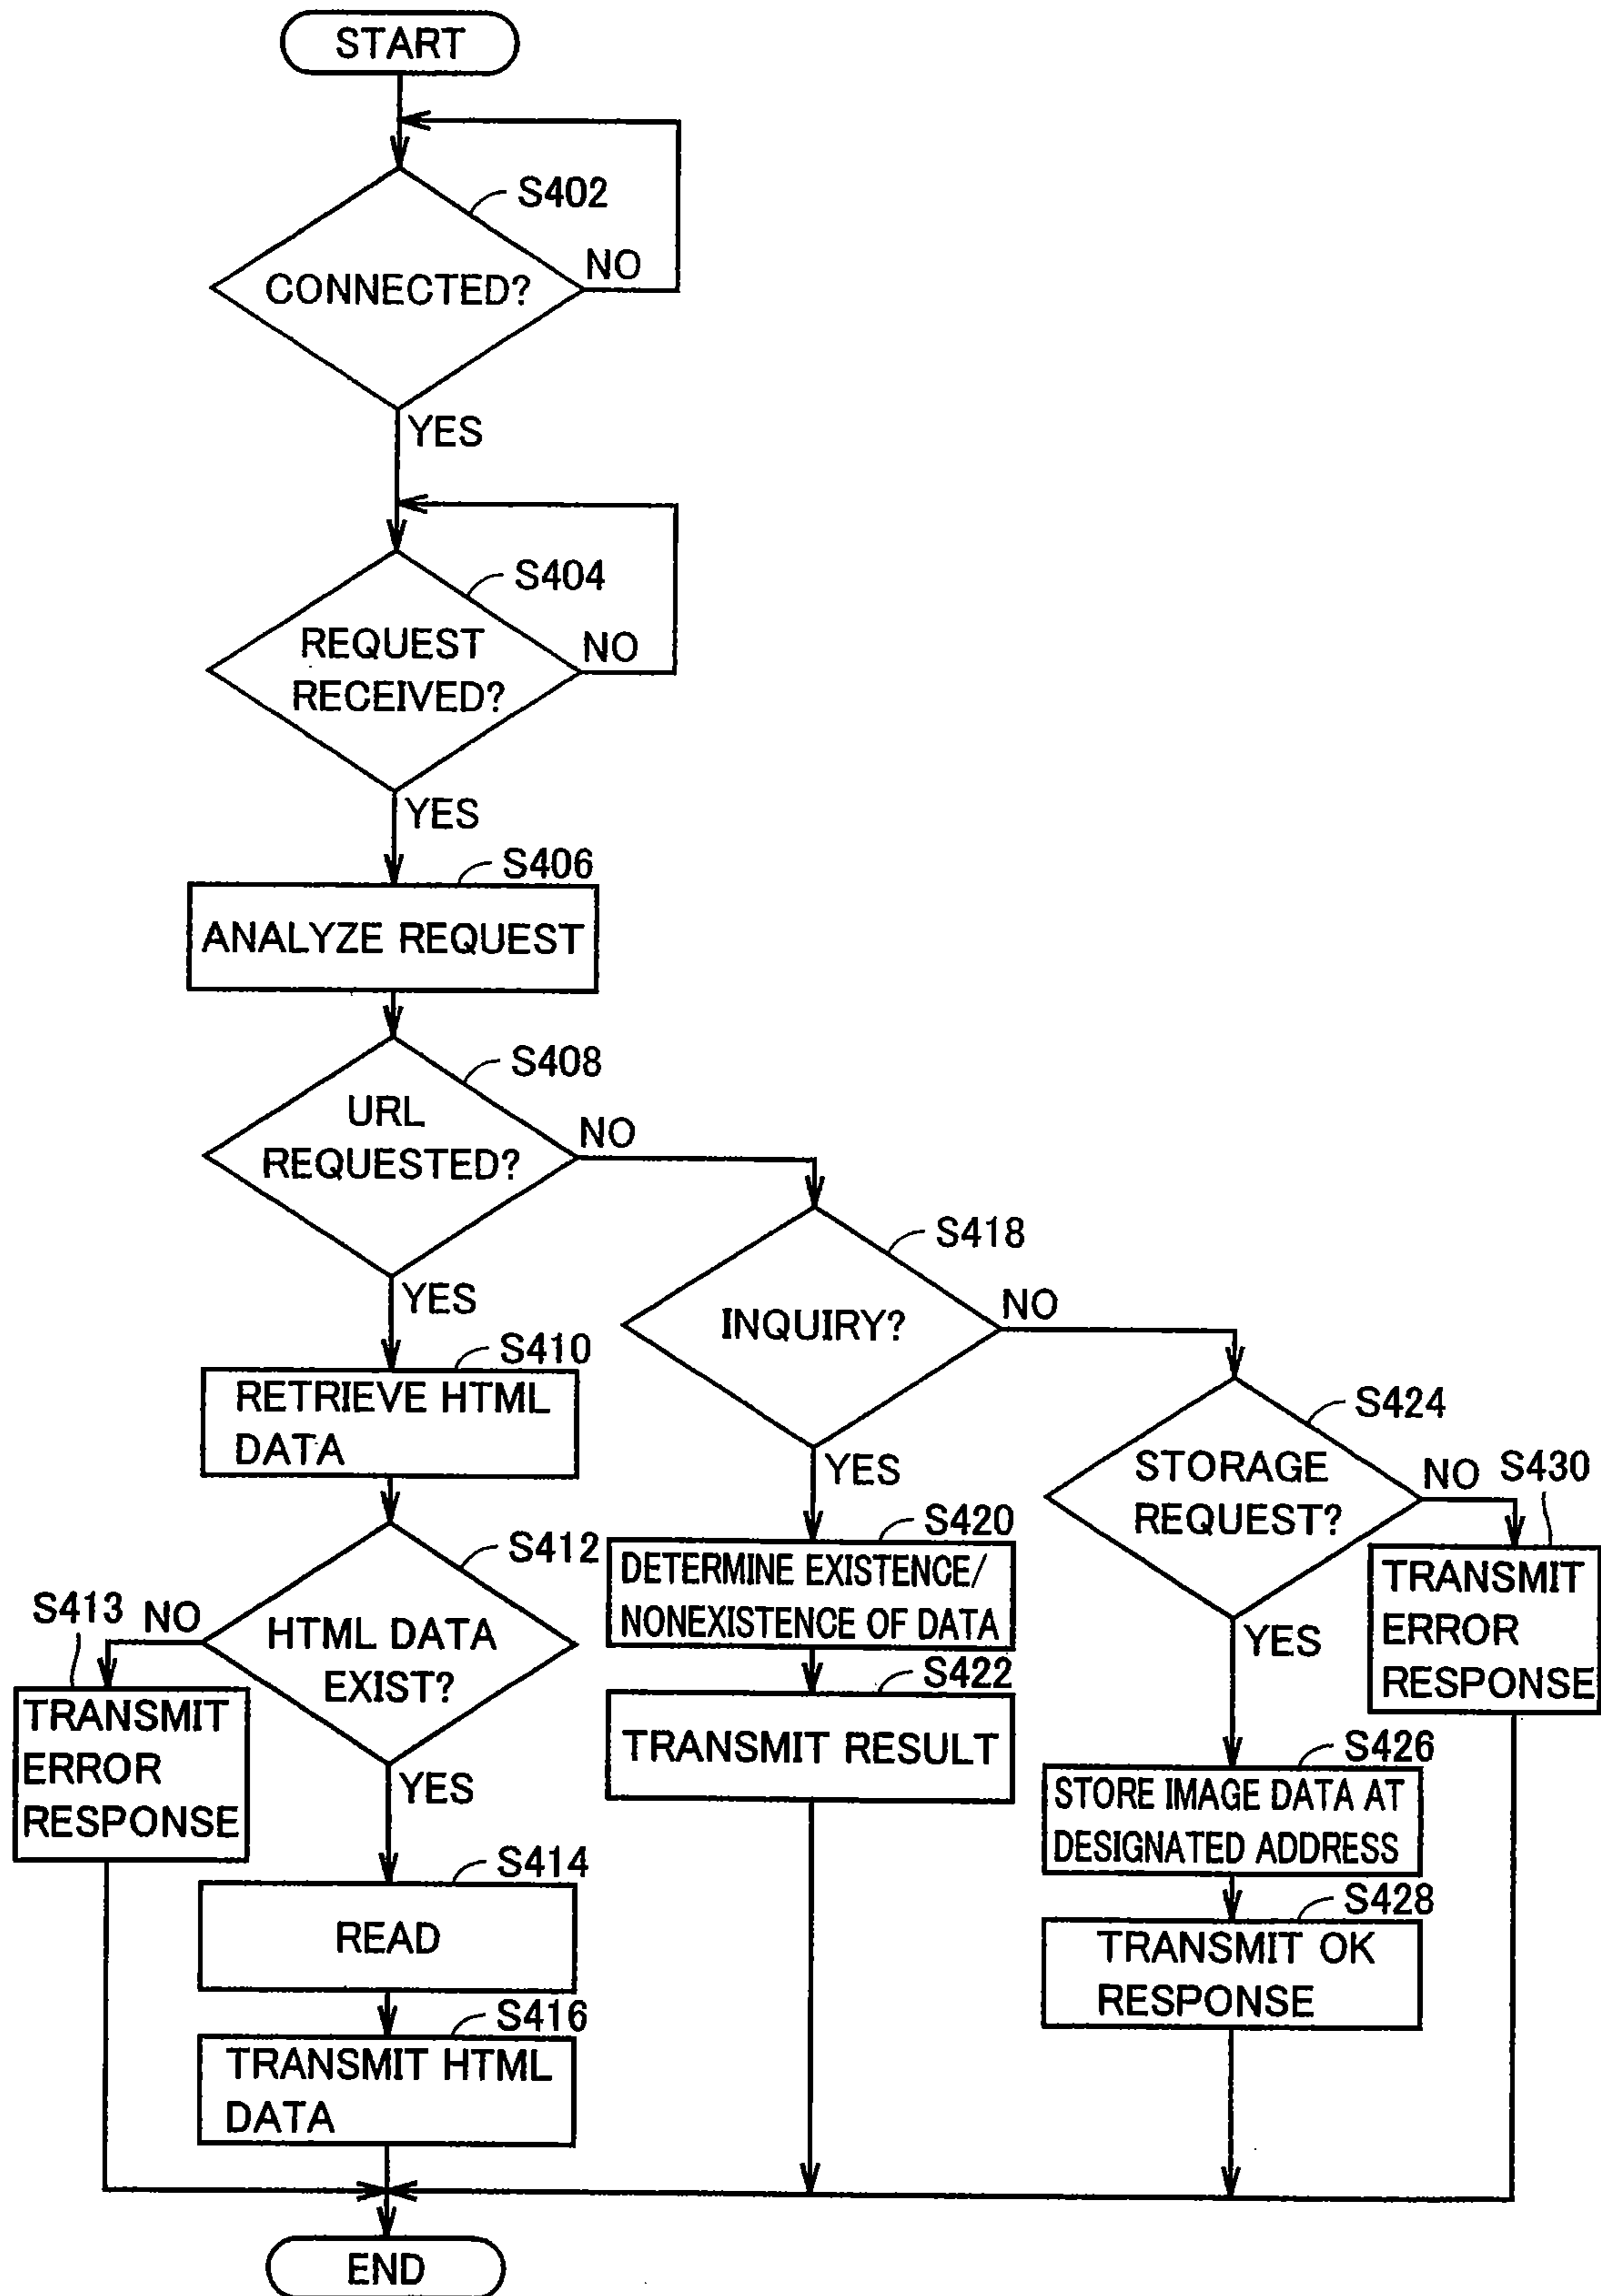 START
S402
CONNECTED?
NO
YES
S404
REQUEST
RECEIVED?
NO
YES
S406
ANALYZE REQUEST
S408
URL
REQUESTED?
NO
YES
S418
INQUIRY?
NO
YES
S410
RETRIEVE HTML
DATA
S424
STORAGE
REQUEST?
NO
S430
YES
TRANSMIT
ERROR
RESPONSE
S420
DETERMINE EXISTENCE/
NONEXISTENCE OF DATA
S422
TRANSMIT RESULT
S412
HTML DATA
EXIST?
S413
NO
TRANSMIT
ERROR
RESPONSE
YES
S426
STORE IMAGE DATA AT
DESIGNATED ADDRESS
S414
READ
S428
TRANSMIT OK
RESPONSE
S416
TRANSMIT HTML
DATA
END